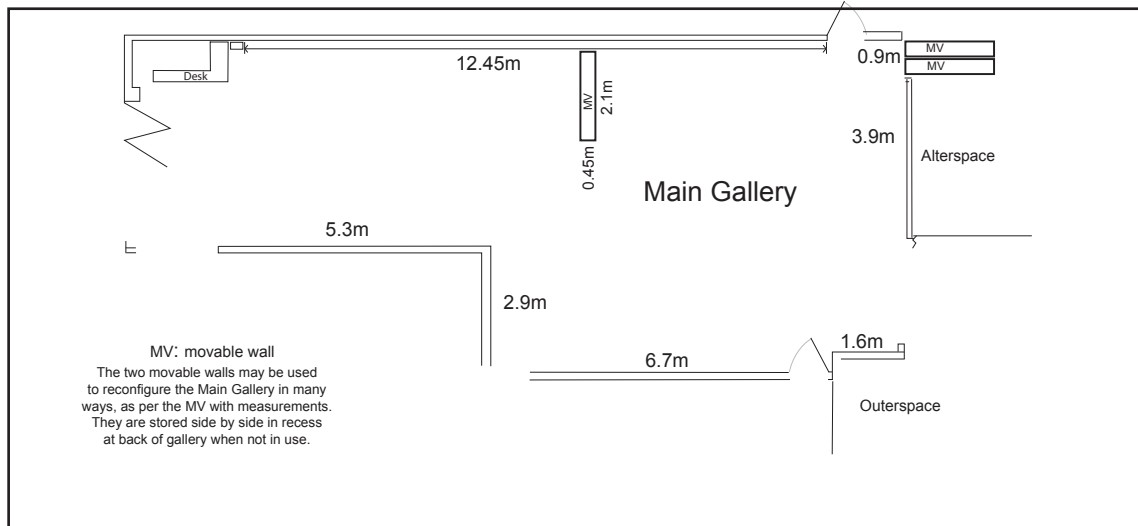 MV
0.9m
MV
12.45m
Desk
MV
2.1m
3.9m
Alterspace
0.45m
Main Gallery
5.3m
2.9m
1.6m
MV: movable wall
6.7m
The two movable walls may be used
to reconfigure the Main Gallery in many
ways, as per the MV with measurements.
They are stored side by side in recess
at back of gallery when not in use.
Outerspace